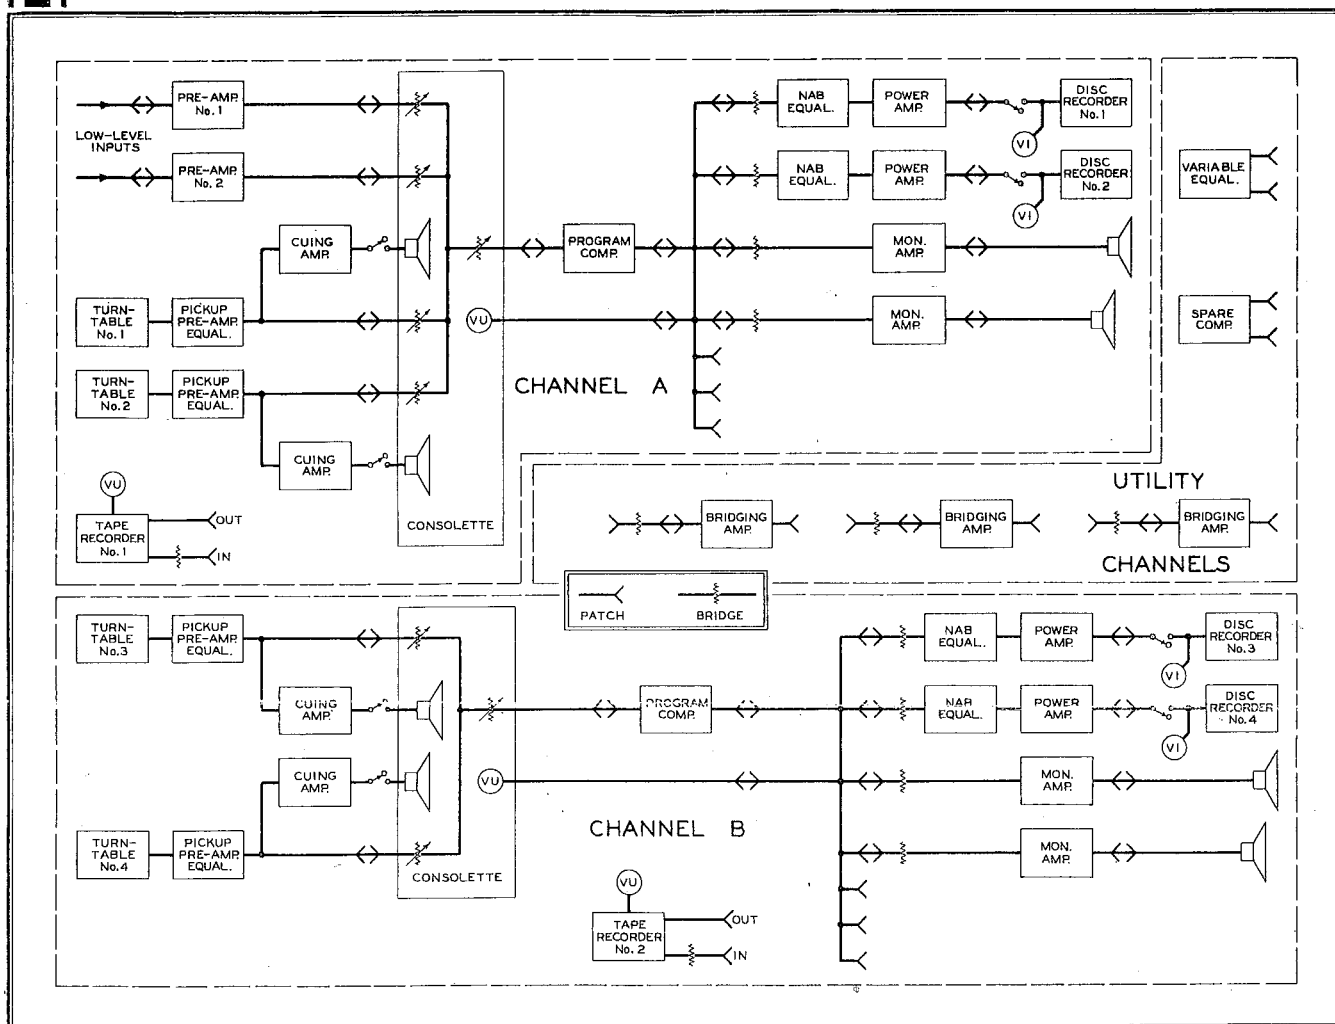 PRE-AMP.
No. 1
LOW-LEVEL
INPUTS
PRE-AMP.
No. 2
CUING
AMP.
TURN-
TABLE
No. 1
PICKUP
PRE-AMP.
EQUAL.
TURN-
TABLE
No. 2
PICKUP
PRE-AMP.
EQUAL.
CUING
AMP.
VU
TAPE
RECORDER
No. 1
OUT
IN
CONSOLETTE
VU
PROGRAM
COMP.
CHANNEL A
NAB
EQUAL.
POWER
AMP.
VI
DISC
RECORDER
No. 1
NAB
EQUAL.
POWER
AMP.
VI
DISC
RECORDER
No. 2
MON.
AMP.
MON.
AMP.
VARIABLE
EQUAL.
SPARE
COMP.
UTILITY
BRIDGING
AMP.
BRIDGING
AMP.
BRIDGING
AMP.
CHANNELS
PATCH
BRIDGE
TURN-
TABLE
No. 3
PICKUP
PRE-AMP.
EQUAL.
CUING
AMP.
CUING
AMP.
TURN-
TABLE
No. 4
PICKUP
PRE-AMP.
EQUAL.
CONSOLETTE
VU
PROGRAM
COMP.
CHANNEL B
VU
TAPE
RECORDER
No. 2
OUT
IN
NAB
EQUAL.
POWER
AMP.
VI
DISC
RECORDER
No. 3
NAB
EQUAL.
POWER
AMP.
VI
DISC
RECORDER
No. 4
MON.
AMP.
MON.
AMP.